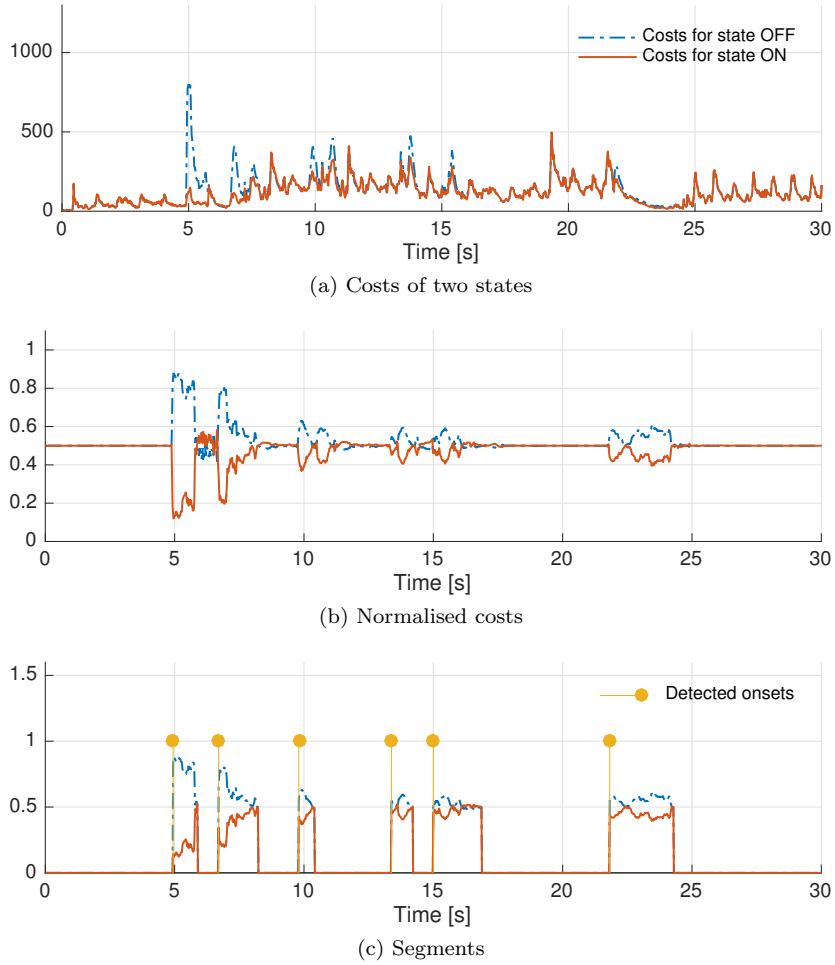 1000
500
0
Costs for state OFF
Costs for state ON
0 5 10 15 20 25 30
Time [s]
(a) Costs of two states
1
0.8
0.6
0.4
0.2
0
0 5 10 15 20 25 30
Time [s]
(b) Normalised costs
1.5
1
0.5
0
Detected onsets
0 5 10 15 20 25 30
Time [s]
(c) Segments